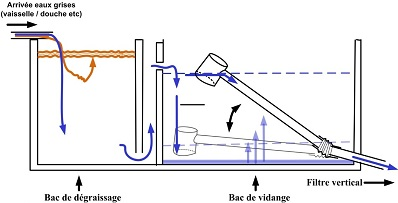 Arrivée eaux grises
(vaisselle / douche etc)
Filtre vertical
Bac de dégraissage
Bac de vidange